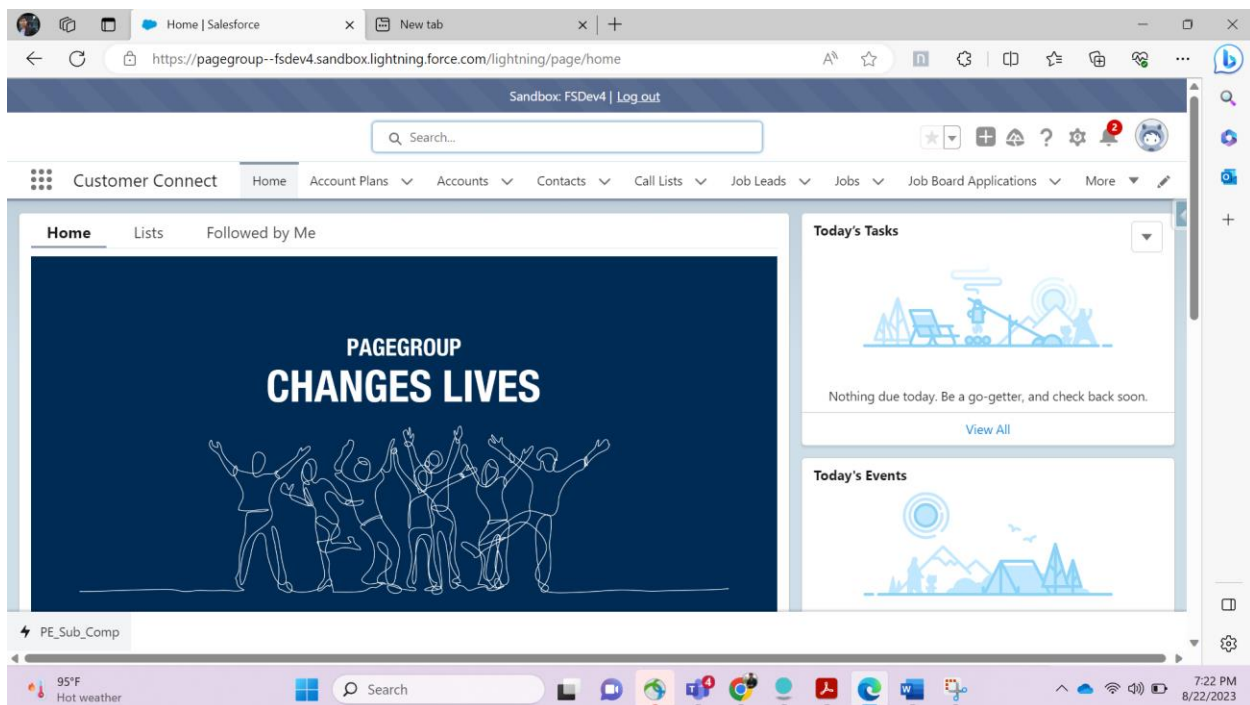 Home | Salesforce
New tab
https://pagegroup--fsdev4.sandbox.lightning.force.com/lightning/page/home
Sandbox: FSDev4 | Log out
Search...
2
Customer Connect
Home
Account Plans
Accounts
Contacts
Call Lists
Job Leads
Jobs
Job Board Applications
More
Home
Lists
Followed by Me
PAGEGROUP
CHANGES LIVES
Today's Tasks
Nothing due today. Be a go-getter, and check back soon.
View All
Today's Events
PE_Sub_Comp
95°F
Hot weather
Search
4
7:22 PM
8/22/2023